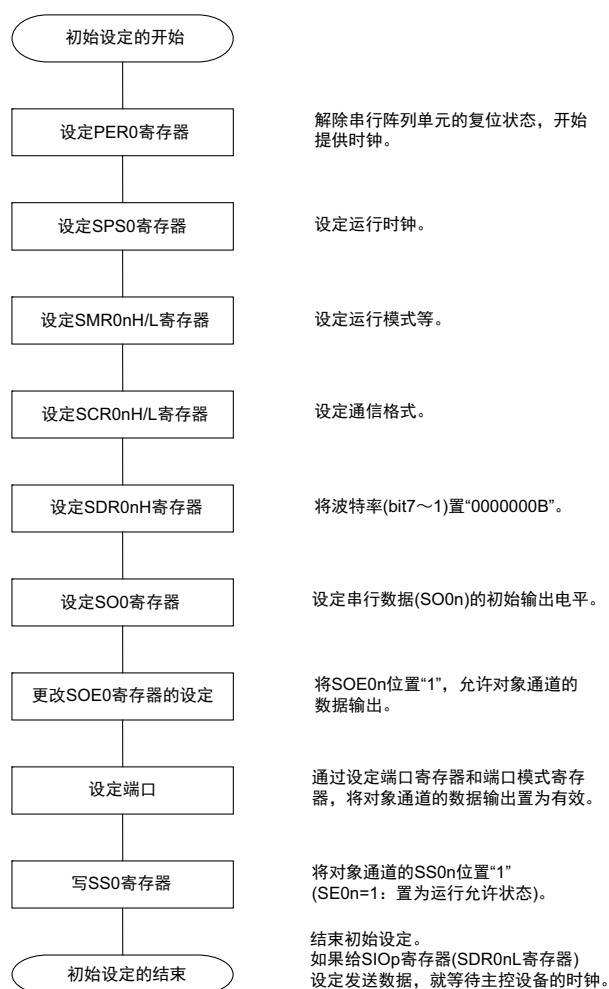 初始设定的开始
设定PER0寄存器
解除串行阵列单元的复位状态，开始
提供时钟。
设定SPS0寄存器
设定运行时钟。
设定SMR0nH/L寄存器
设定运行模式等。
设定SCR0nH/L寄存器
设定通信格式。
设定SDR0nH寄存器
将波特率(bit7～1)置“0000000B”。
设定SO0寄存器
设定串行数据(SO0n)的初始输出电平。
更改SOE0寄存器的设定
将SOE0n位置“1”，允许对象通道的
数据输出。
设定端口
通过设定端口寄存器和端口模式寄存
器，将对象通道的数据输出置为有效。
写SS0寄存器
将对象通道的SS0n位置“1”
(SE0n=1：置为运行允许状态)。
初始设定的结束
结束初始设定。
如果给SIOp寄存器(SDR0nL寄存器)
设定发送数据，就等待主控设备的时钟。